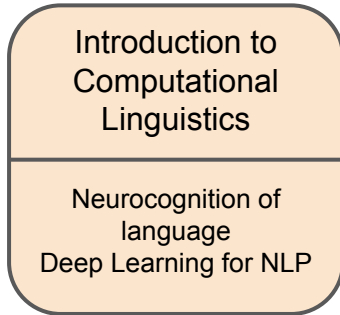 Introduction to
Computational
Linguistics
Neurocognition of
language
Deep Learning for NLP